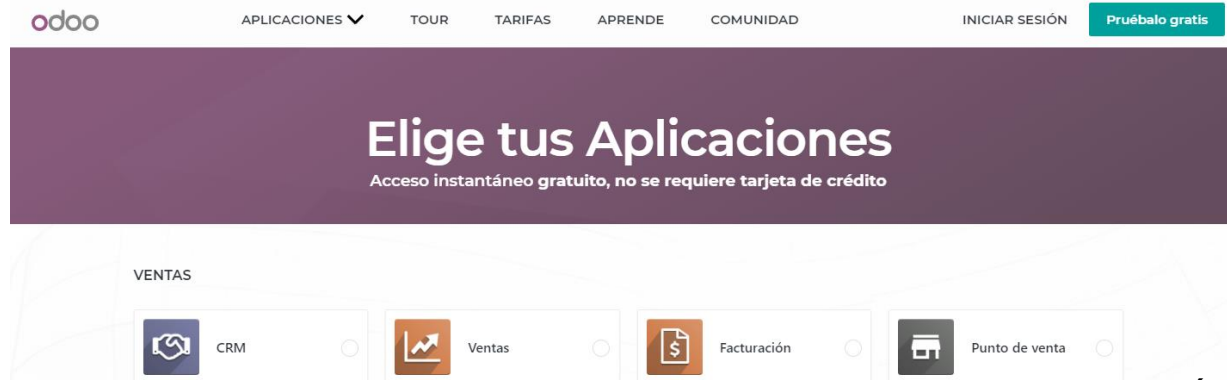 odoo APLICACIONES TOUR TARIFAS APRENDE COMUNIDAD INICIAR SESIÓN Pruébalo gratis
Elige tus Aplicaciones
Acceso instantáneo gratuito, no se requiere tarjeta de crédito
VENTAS
CRM Ventas Facturación Punto de venta